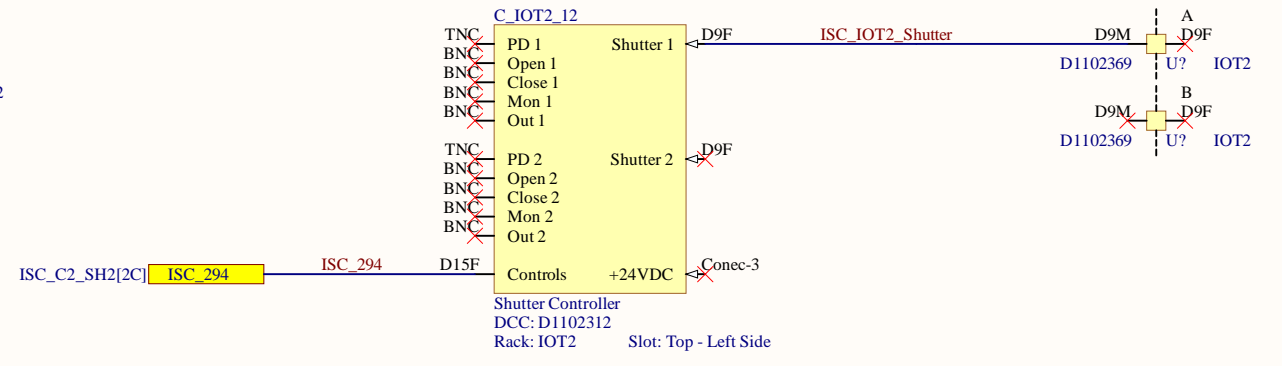 C_IOT2_12
A
TNC PD 1 Shutter 1 D9F ISC_IOT2_Shutter D9M D9F
BNC Open 1 D1102369 U? IOT2
BNC Close 1
BNC Mon 1 B
BNC Out 1 D9M D9F
D1102369 U? IOT2
TNC PD 2 Shutter 2 D9F
BNC Open 2
BNC Close 2
BNC Mon 2
BNC Out 2
ISC_C2_SH2[2C] ISC_294 ISC_294 D15F Controls +24VDC Conec-3
Shutter Controller
DCC: D1102312
Rack: IOT2 Slot: Top - Left Side